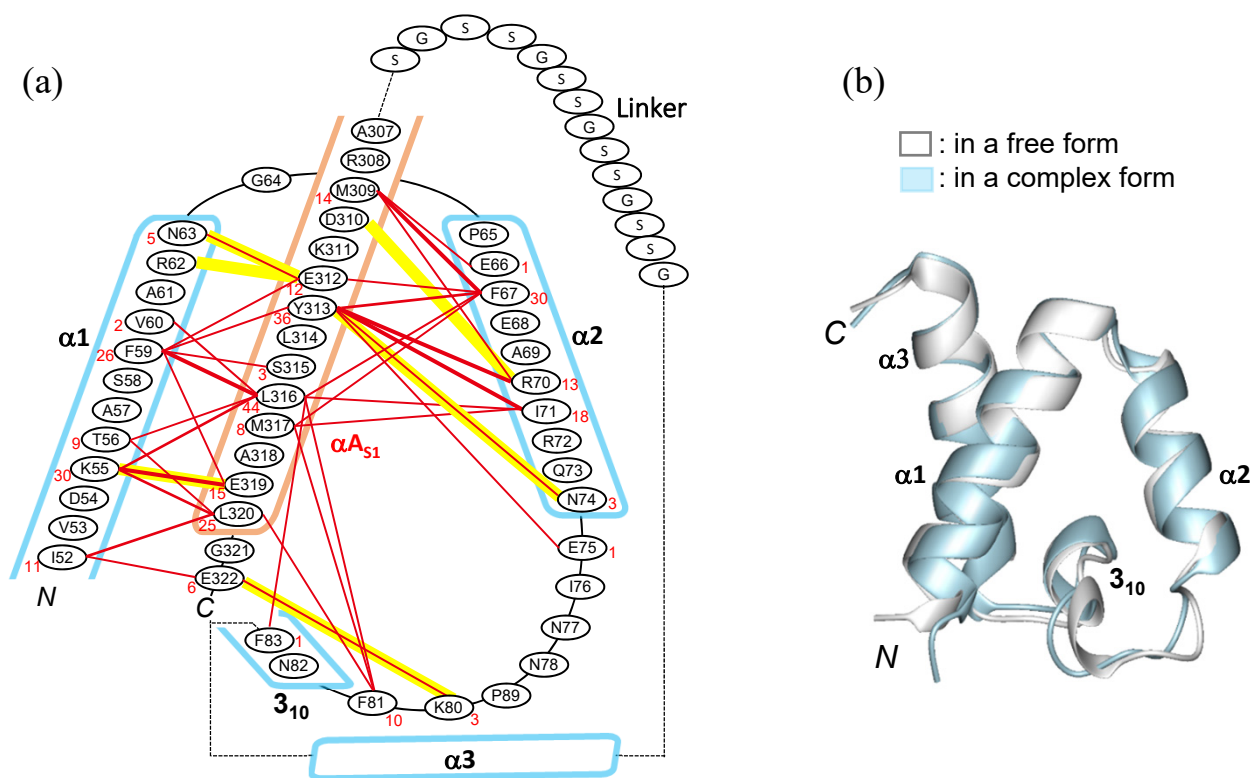 (a)
S
G
S
S
G
S
S
G
S
S
G
S
S
G
Linker
A307
R308
M309
14
D310
K311
E312
12
Y313
36
L314
S315
3
L316
44
M317
8
A318
E319
15
L320
25
G321
E322
6
C
αA_S1
G64
N63
5
R62
A61
V60
2
F59
26
S58
A57
T56
9
K55
30
D54
V53
I52
11
N
α1
P65
E66
1
F67
30
E68
A69
R70
13
I71
18
R72
Q73
N74
3
α2
E75
1
I76
N77
N78
P89
K80
3
F81
10
N82
F83
1
3₁₀
α3
(b)
: in a free form
: in a complex form
C
α3
α1
α2
3₁₀
N